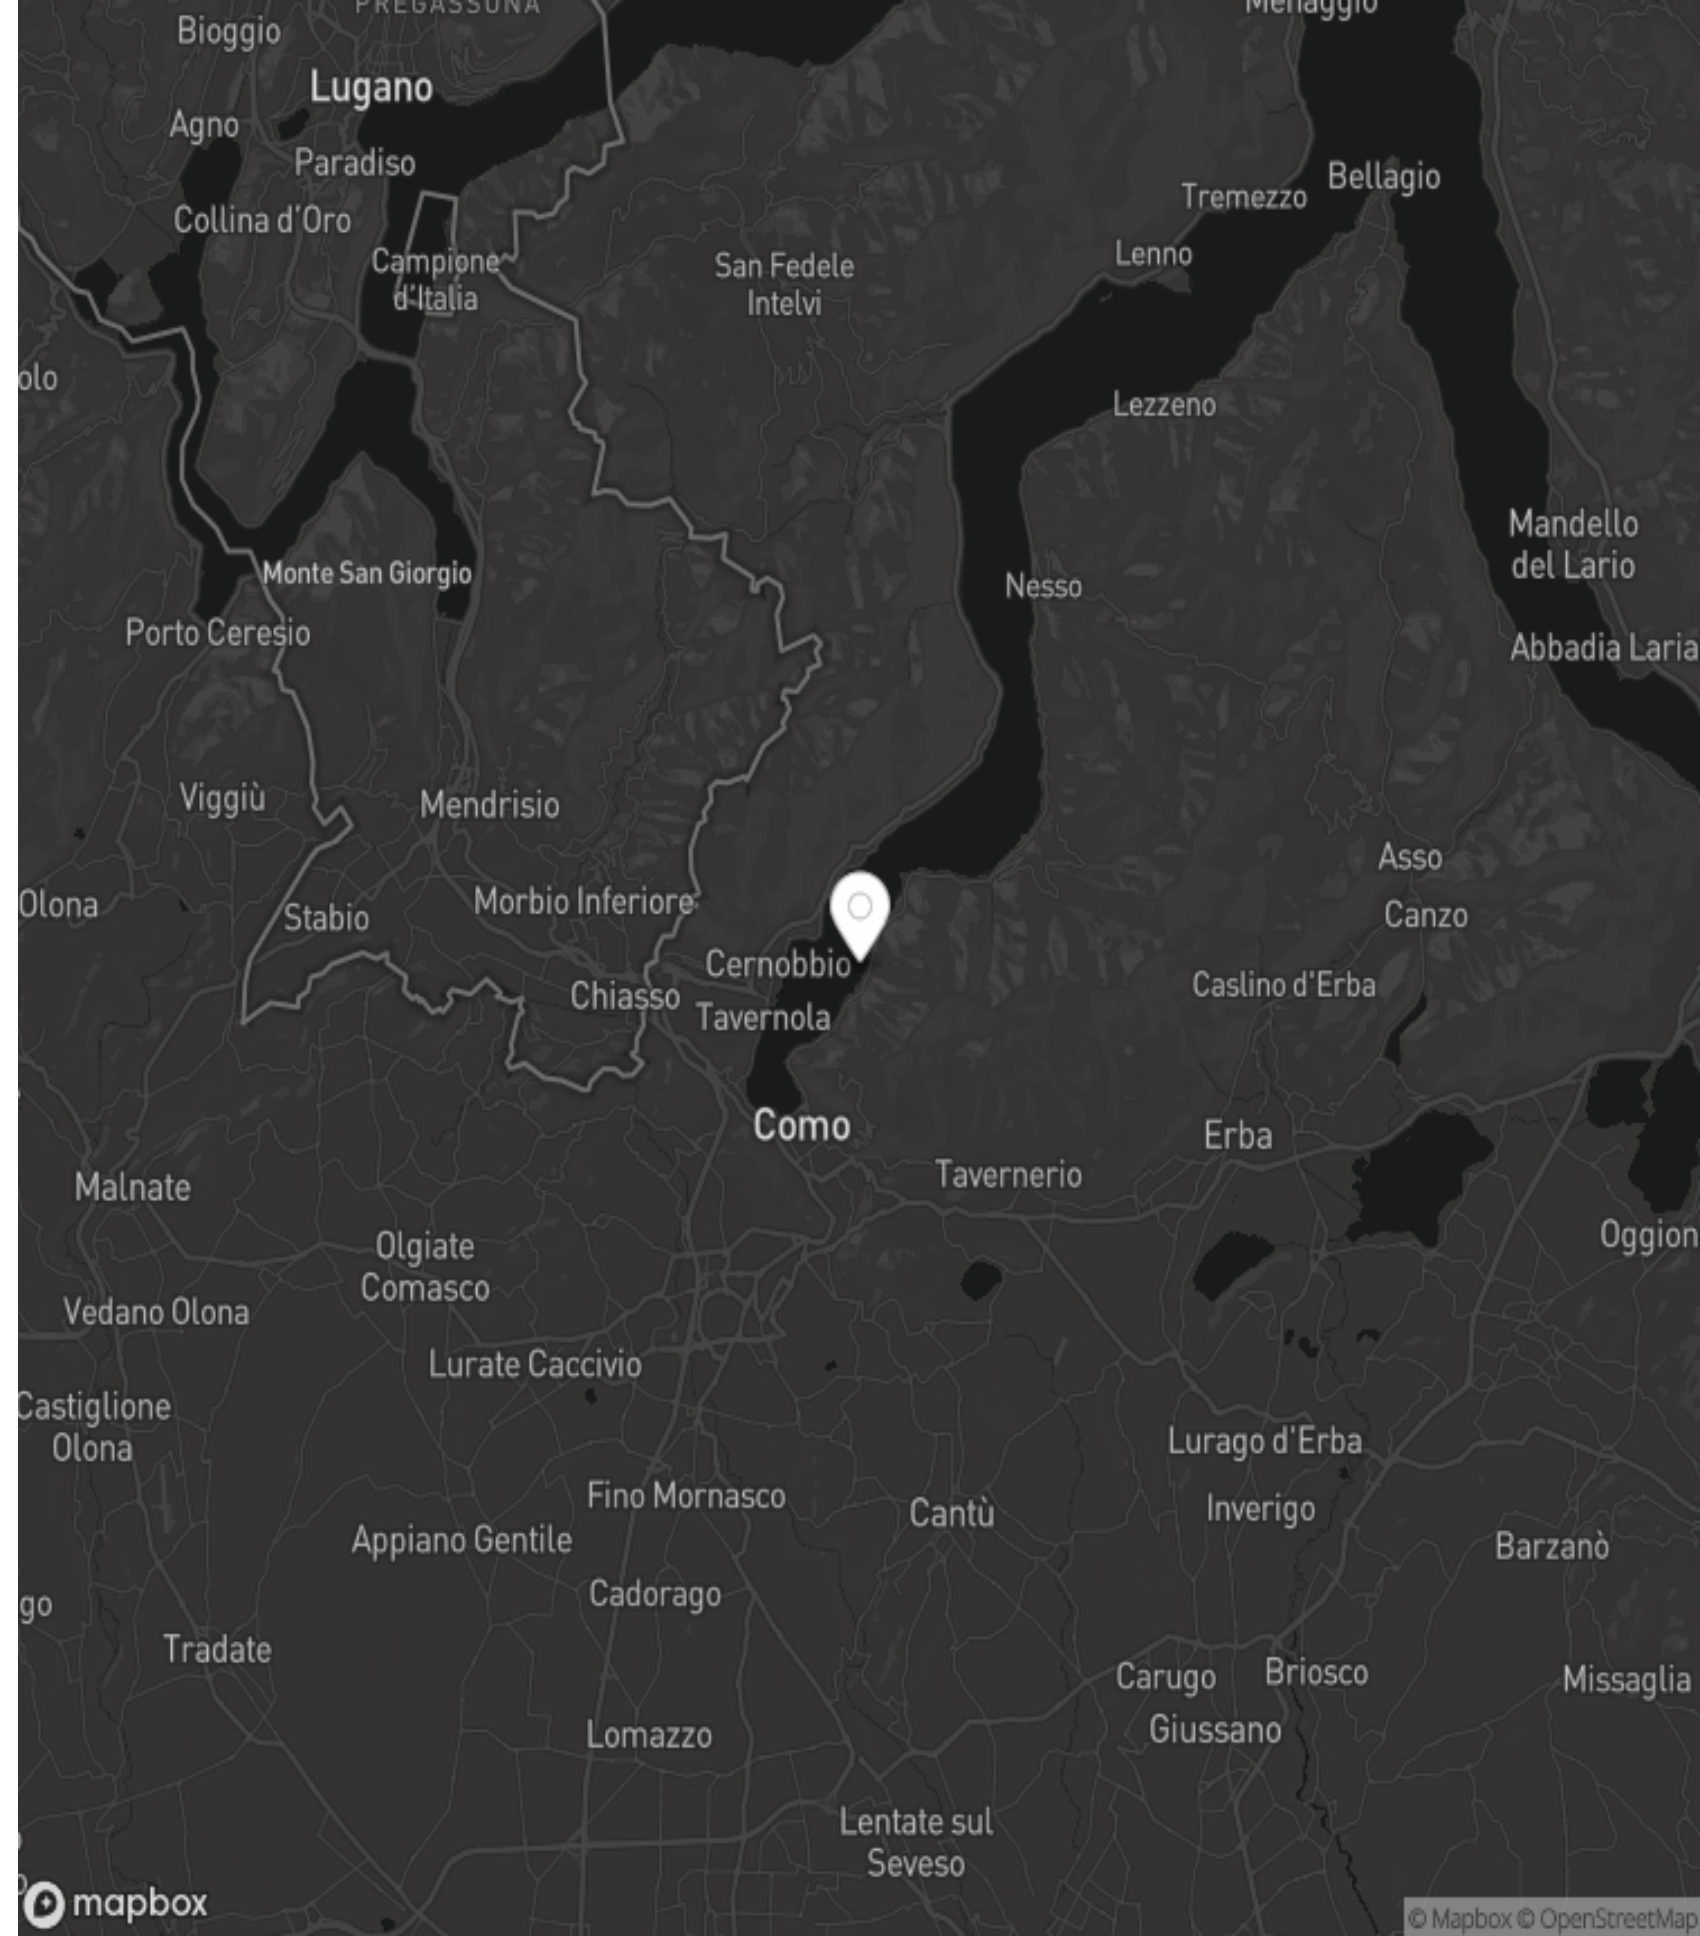 PREGASSONA
Menaggio
Bioggio
Lugano
Agno
Paradiso
Bellagio
Tremezzo
Collina d'Oro
Lenno
Campione
d'Italia
San Fedele
Intelvi
olo
Lezzeno
Mandello
del Lario
Monte San Giorgio
Nesso
Porto Ceresio
Abbadia Laria
Viggiù
Mendrisio
Asso
Olona
Morbio Inferiore
Stabio
Canzo
Cernobbio
Caslino d'Erba
Chiasso
Tavernola
Como
Erba
Tavernerio
Malnate
Oggion
Olgiate
Comasco
Vedano Olona
Lurate Caccivio
Castiglione
Olona
Lurago d'Erba
Fino Mornasco
Cantù
Inverigo
Appiano Gentile
Barzanò
Cadorago
go
Tradate
Carugo
Briosco
Missaglia
Giussano
Lomazzo
Lentate sul
Seveso
mapbox
© Mapbox © OpenStreetMap